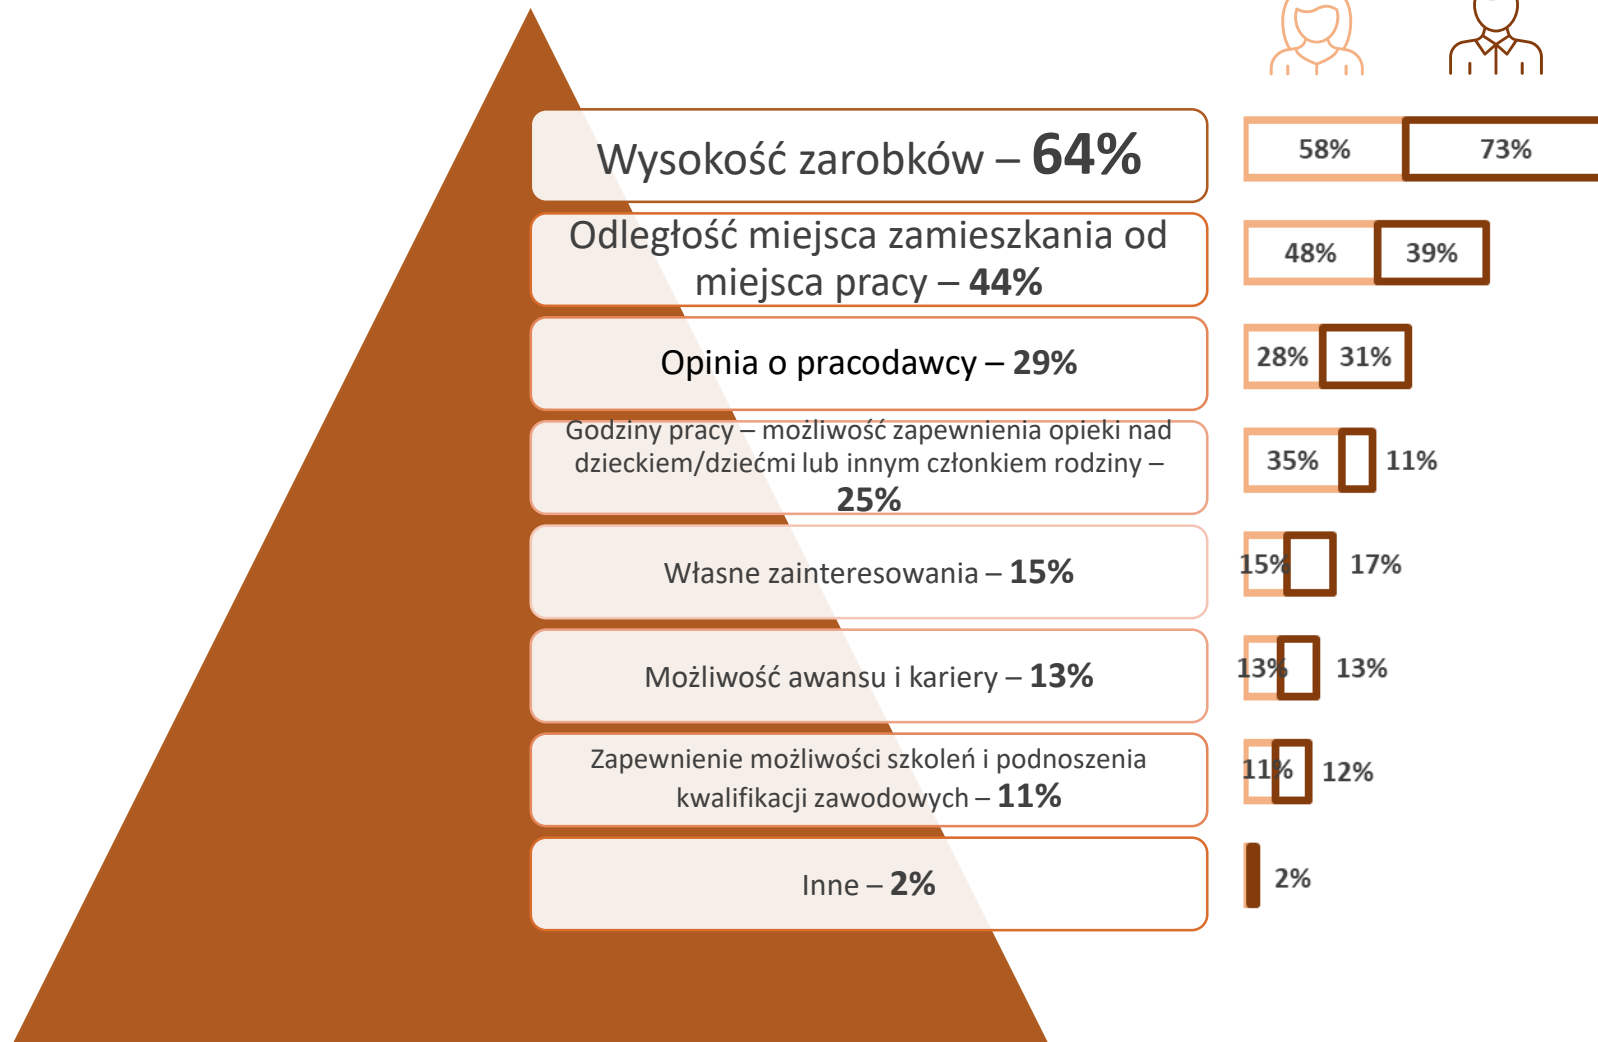 Wysokość zarobków – 64%
58% 73%
Odległość miejsca zamieszkania od
miejsca pracy – 44%
48% 39%
Opinia o pracodawcy – 29%
28% 31%
Godziny pracy – możliwość zapewnienia opieki nad
dzieckiem/dziećmi lub innym członkiem rodziny –
25%
35% 11%
Własne zainteresowania – 15%
15% 17%
Możliwość awansu i kariery – 13%
13% 13%
Zapewnienie możliwości szkoleń i podnoszenia
kwalifikacji zawodowych – 11%
11% 12%
Inne – 2%
2%